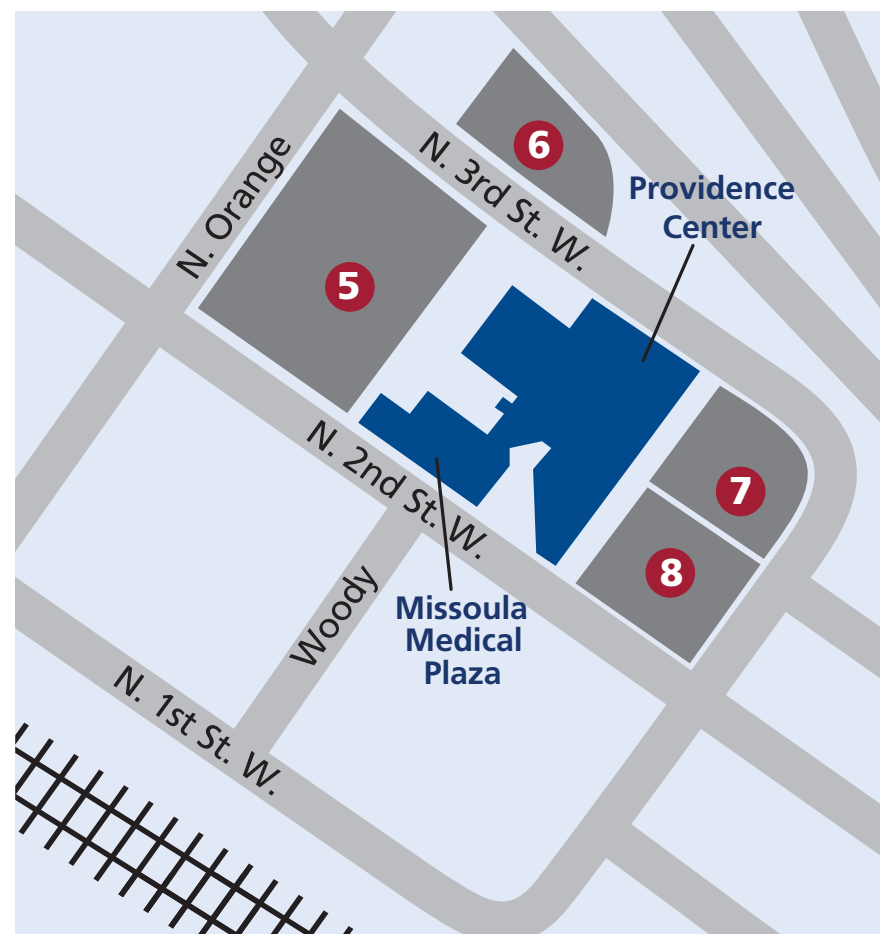 6
N. Orange
N. 3rd St. W.
Providence
Center
5
N. 2nd St. W.
7
8
Woody
Missoula
Medical
Plaza
N. 1st St. W.